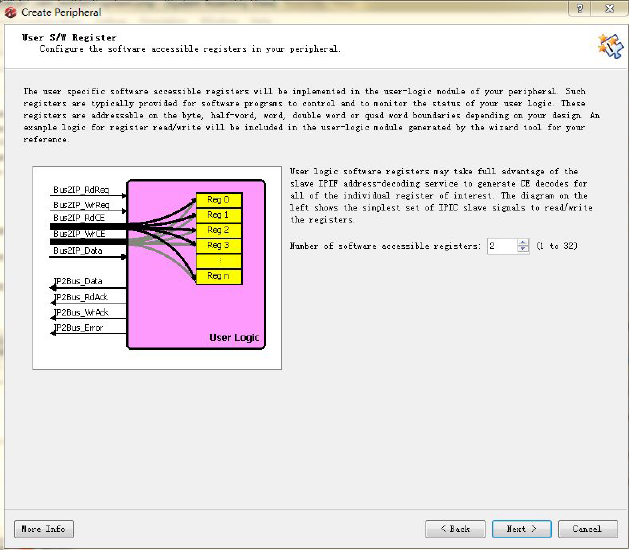 Create Peripheral
User S/W Register
Configure the software accessible registers in your peripheral.
The user specific software accessible registers will be implemented in the user-logic module of your peripheral. Such
registers are typically provided for software programs to control and to monitor the status of your user logic. These
registers are addressable on the byte, half-word, word, double word or quad word boundaries depending on your design. An
example logic for register read/write will be included in the user-logic module generated by the wizard tool for your
reference.
Bus2IP_RdReq
Bus2IP_WrReq
Bus2IP_RdCE
Bus2IP_WrCE
Bus2IP_Data
IP2Bus_Data
IP2Bus_RdAck
IP2Bus_WrAck
IP2Bus_Error
Reg 0
Reg 1
Reg 2
Reg 3
:
Reg n
User Logic
User logic software registers may take full advantage of the
slave IPIF address-decoding service to generate CE decodes for
all of the individual register of interest. The diagram on the
left shows the simplest set of IPIC slave signals to read/write
the registers.
Number of software accessible registers: 2 (1 to 32)
More Info
< Back
Next >
Cancel